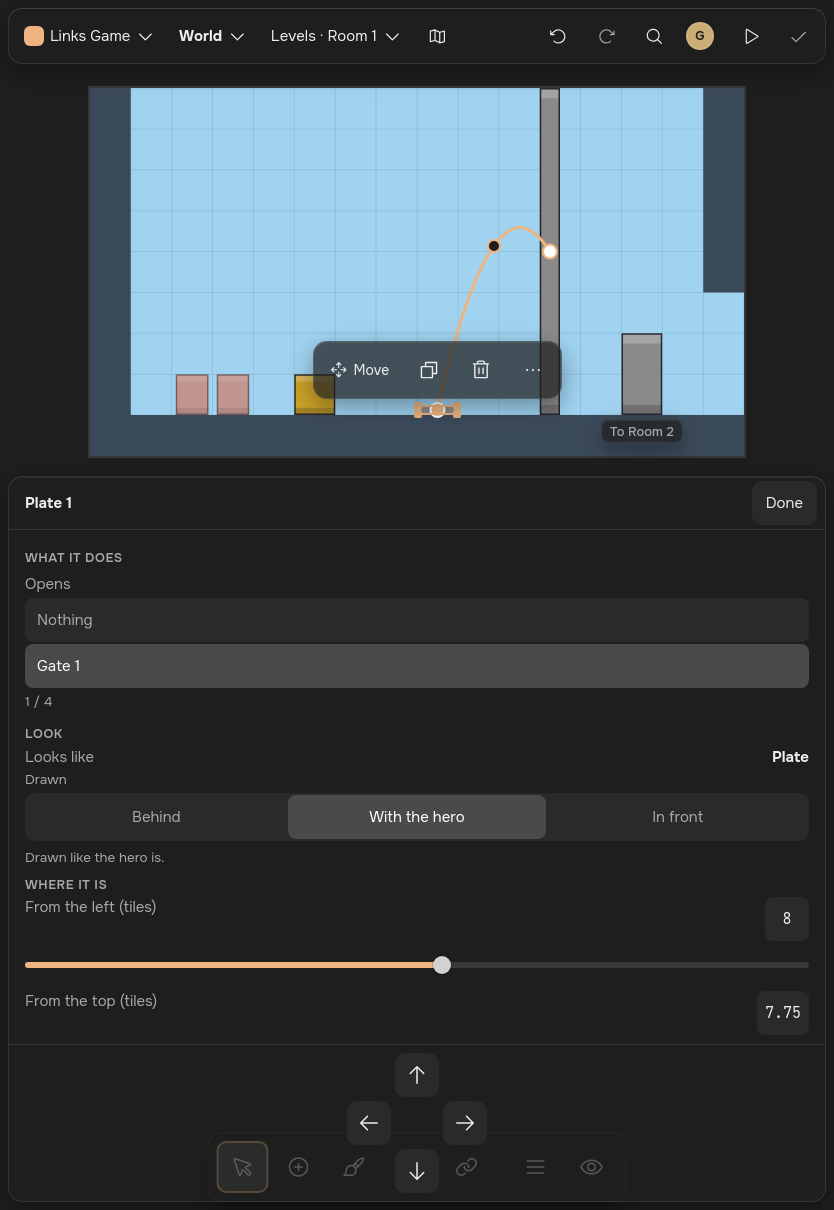 Links Game
World
Levels · Room 1
G
Move
To Room 2
Plate 1
Done
WHAT IT DOES
Opens
Nothing
Gate 1
1 / 4
LOOK
Looks like
Plate
Drawn
Behind
With the hero
In front
Drawn like the hero is.
WHERE IT IS
From the left (tiles)
8
From the top (tiles)
7.75